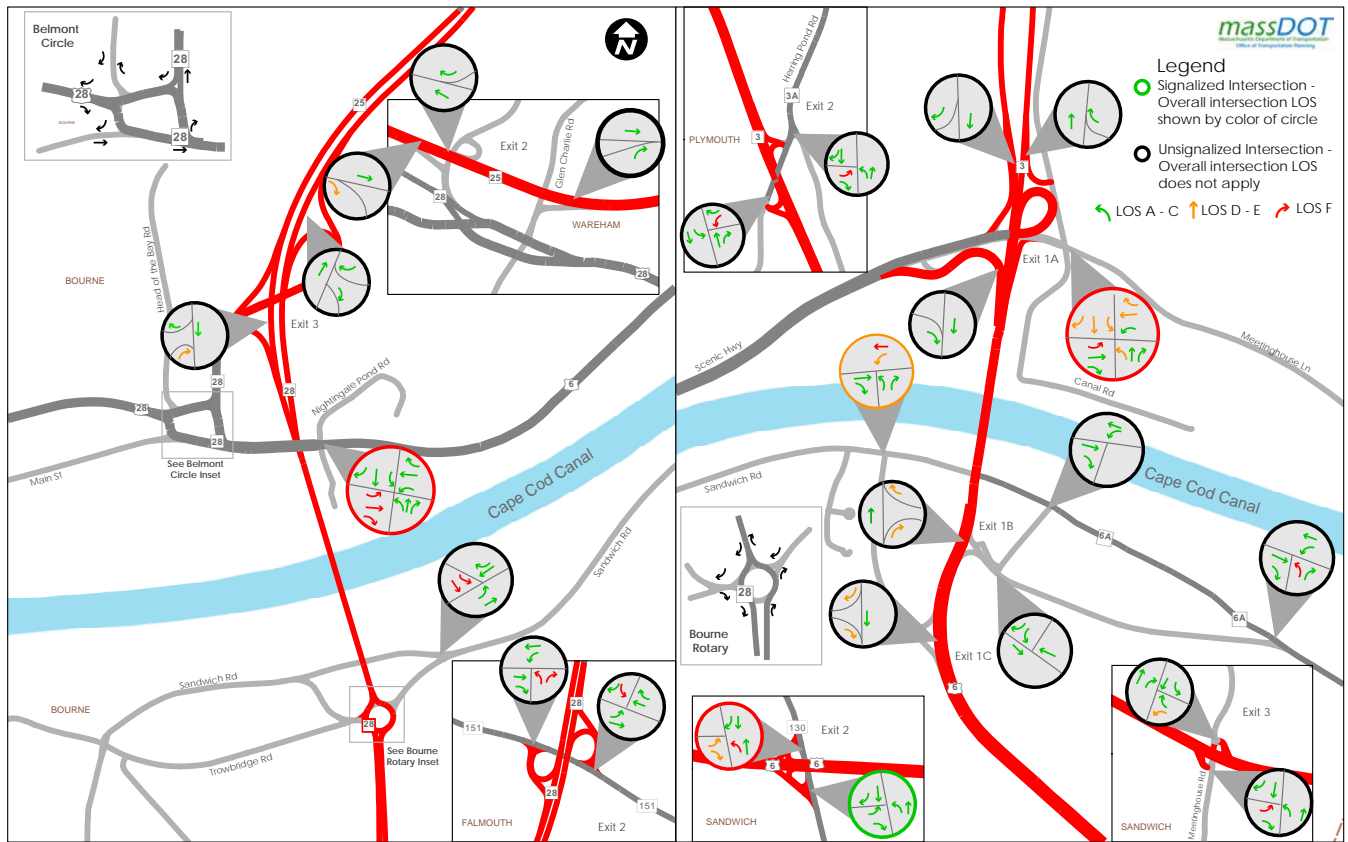 Belmont
Circle
28
28
BOURNE
28
N
25
Exit 2
25
Glen Charlie Rd
28
WAREHAM
28
BOURNE
Head of the Bay Rd
Exit 3
28
28
28
28
See Belmont
Circle Inset
Main St
Nightingale Pond Rd
6
Cape Cod Canal
Sandwich Rd
Sandwich Rd
BOURNE
Trowbridge Rd
28
See Bourne
Rotary Inset
151
28
28
151
FALMOUTH
Exit 2
Herring Pond Rd
3A
Exit 2
PLYMOUTH
3
massDOT
Massachusetts Department of Transportation
Office of Transportation Planning
Legend
Signalized Intersection -
Overall intersection LOS
shown by color of circle
Unsignalized Intersection -
Overall intersection LOS
does not apply
LOS A - C
LOS D - E
LOS F
3
Exit 1A
Scenic Hwy
Meetinghouse Ln
Canal Rd
Cape Cod Canal
Sandwich Rd
Exit 1B
6A
6A
28
Bourne
Rotary
Exit 1C
6
130
Exit 2
6
6
SANDWICH
Exit 3
Meetinghouse Rd
SANDWICH